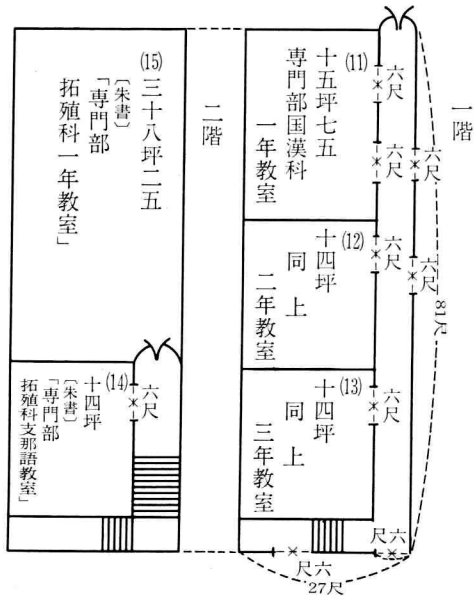 一階
六尺
六尺
六尺
六尺
六尺
六尺
六尺
六尺
81尺
27尺
(11)
十五坪七五
専門部国漢科
一年教室
(12)
十四坪
同上
二年教室
(13)
十四坪
同上
三年教室
二階
(15)
三十八坪二五
〔朱書〕
「専門部
拓殖科一年教室」
六尺
(14)
十四坪
〔朱書〕
「専門部
拓殖科支那語教室」